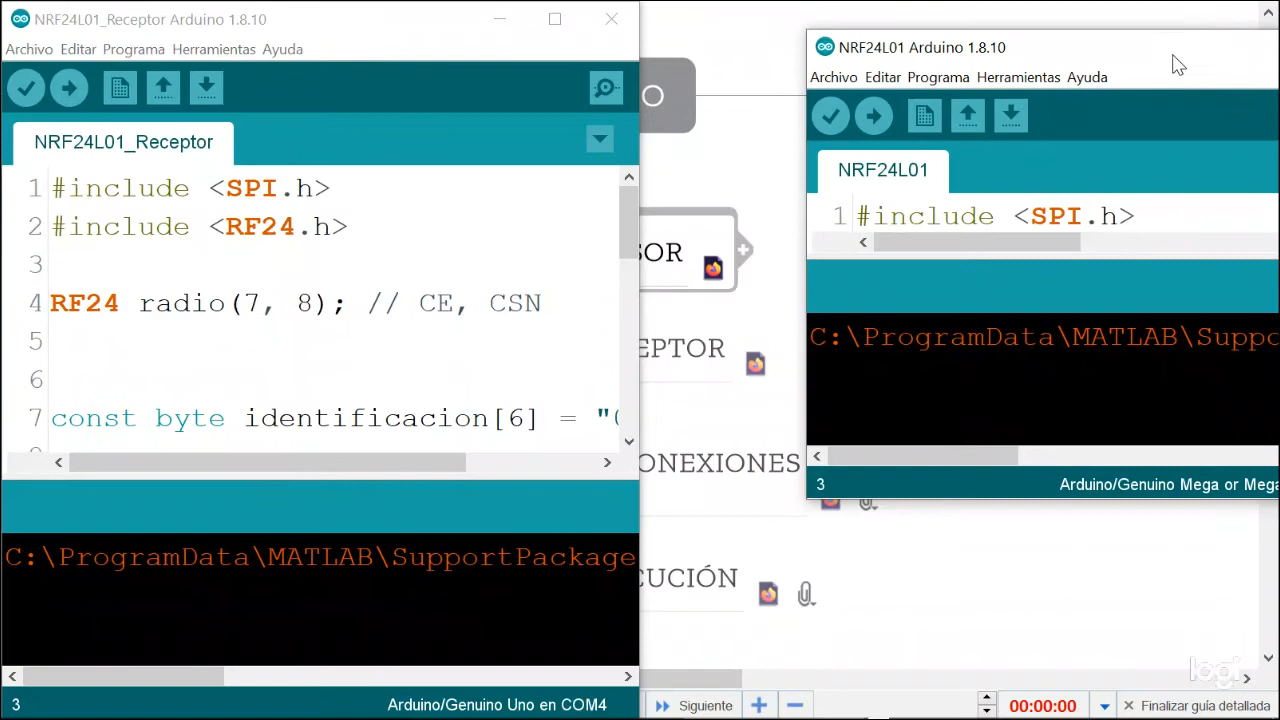 NRF24L01_Receptor Arduino 1.8.10
Archivo Editar Programa Herramientas Ayuda
NRF24L01_Receptor
1 #include <SPI.h>
2 #include <RF24.h>
3
4 RF24 radio(7, 8); // CE, CSN
5
6
7 const byte identificacion[6] = "
C:\ProgramData\MATLAB\SupportPackage
3 Arduino/Genuino Uno en COM4
O
SOR
EPTOR
ONEXIONES
CUCIÓN
NRF24L01 Arduino 1.8.10
Archivo Editar Programa Herramientas Ayuda
NRF24L01
1 #include <SPI.h>
C:\ProgramData\MATLAB\Suppo
3 Arduino/Genuino Mega or Mega
logi
Siguiente
00:00:00
Finalizar guía detallada